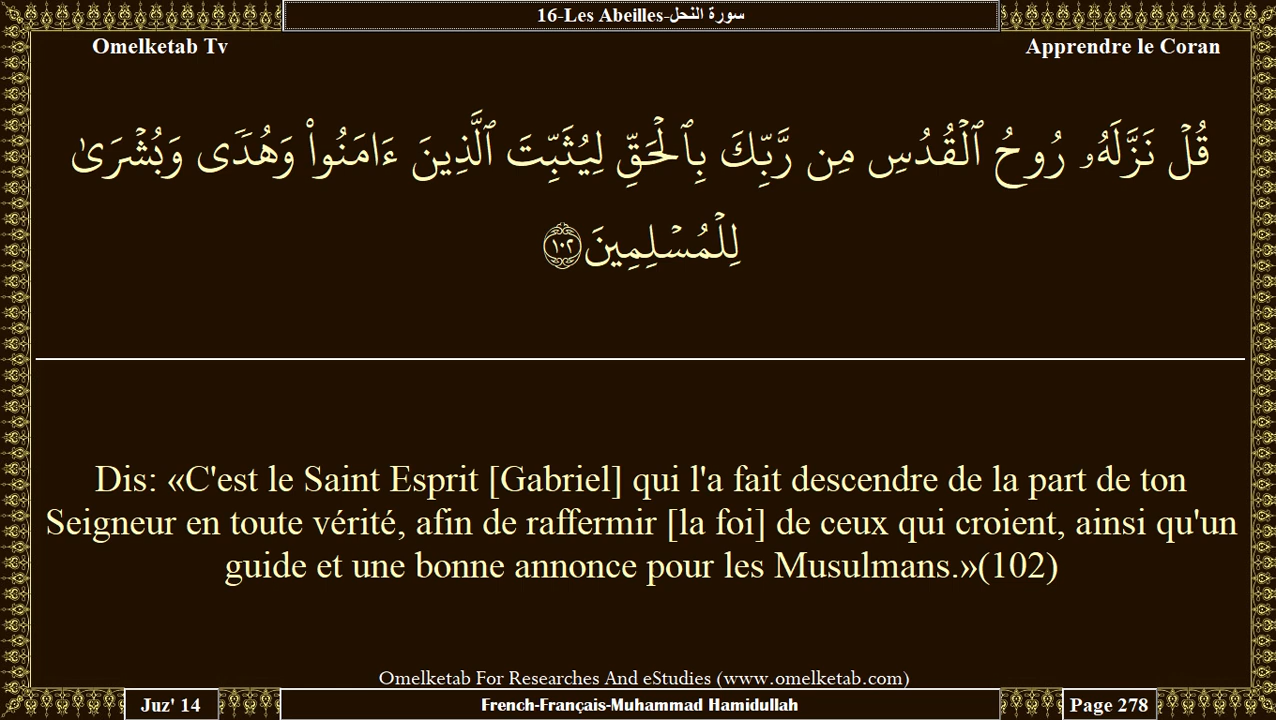 16-Les Abeilles-سورة النحل
Omelketab Tv
Apprendre le Coran
قُلۡ نَزَّلَهُۥ رُوحُ ٱلۡقُدُسِ مِن رَّبِّكَ بِٱلۡحَقِّ لِيُثَبِّتَ ٱلَّذِينَ ءَامَنُواْ وَهُدٗى وَبُشۡرَىٰ
لِلۡمُسۡلِمِينَ ١٠٢
Dis: «C'est le Saint Esprit [Gabriel] qui l'a fait descendre de la part de ton
Seigneur en toute vérité, afin de raffermir [la foi] de ceux qui croient, ainsi qu'un
guide et une bonne annonce pour les Musulmans.»(102)
Omelketab For Researches And eStudies (www.omelketab.com)
Juz' 14
French-Français-Muhammad Hamidullah
Page 278